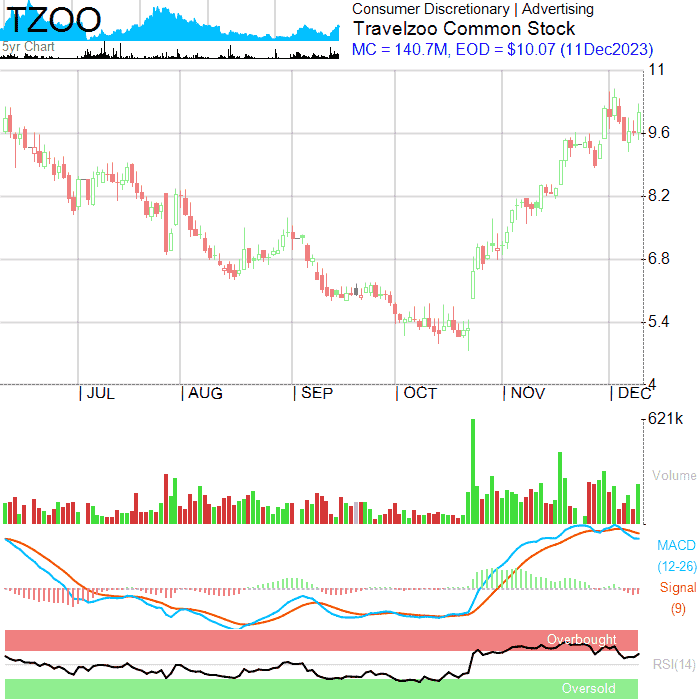 TZOO
5yr Chart
Consumer Discretionary | Advertising
Travelzoo Common Stock
MC = 140.7M, EOD = $10.07 (11Dec2023)
11
9.6
8.2
6.8
5.4
4
| JUL | AUG | SEP | OCT | NOV | DEC
621k
Volume
MACD
(12-26)
Signal
(9)
Overbought
RSI(14)
Oversold